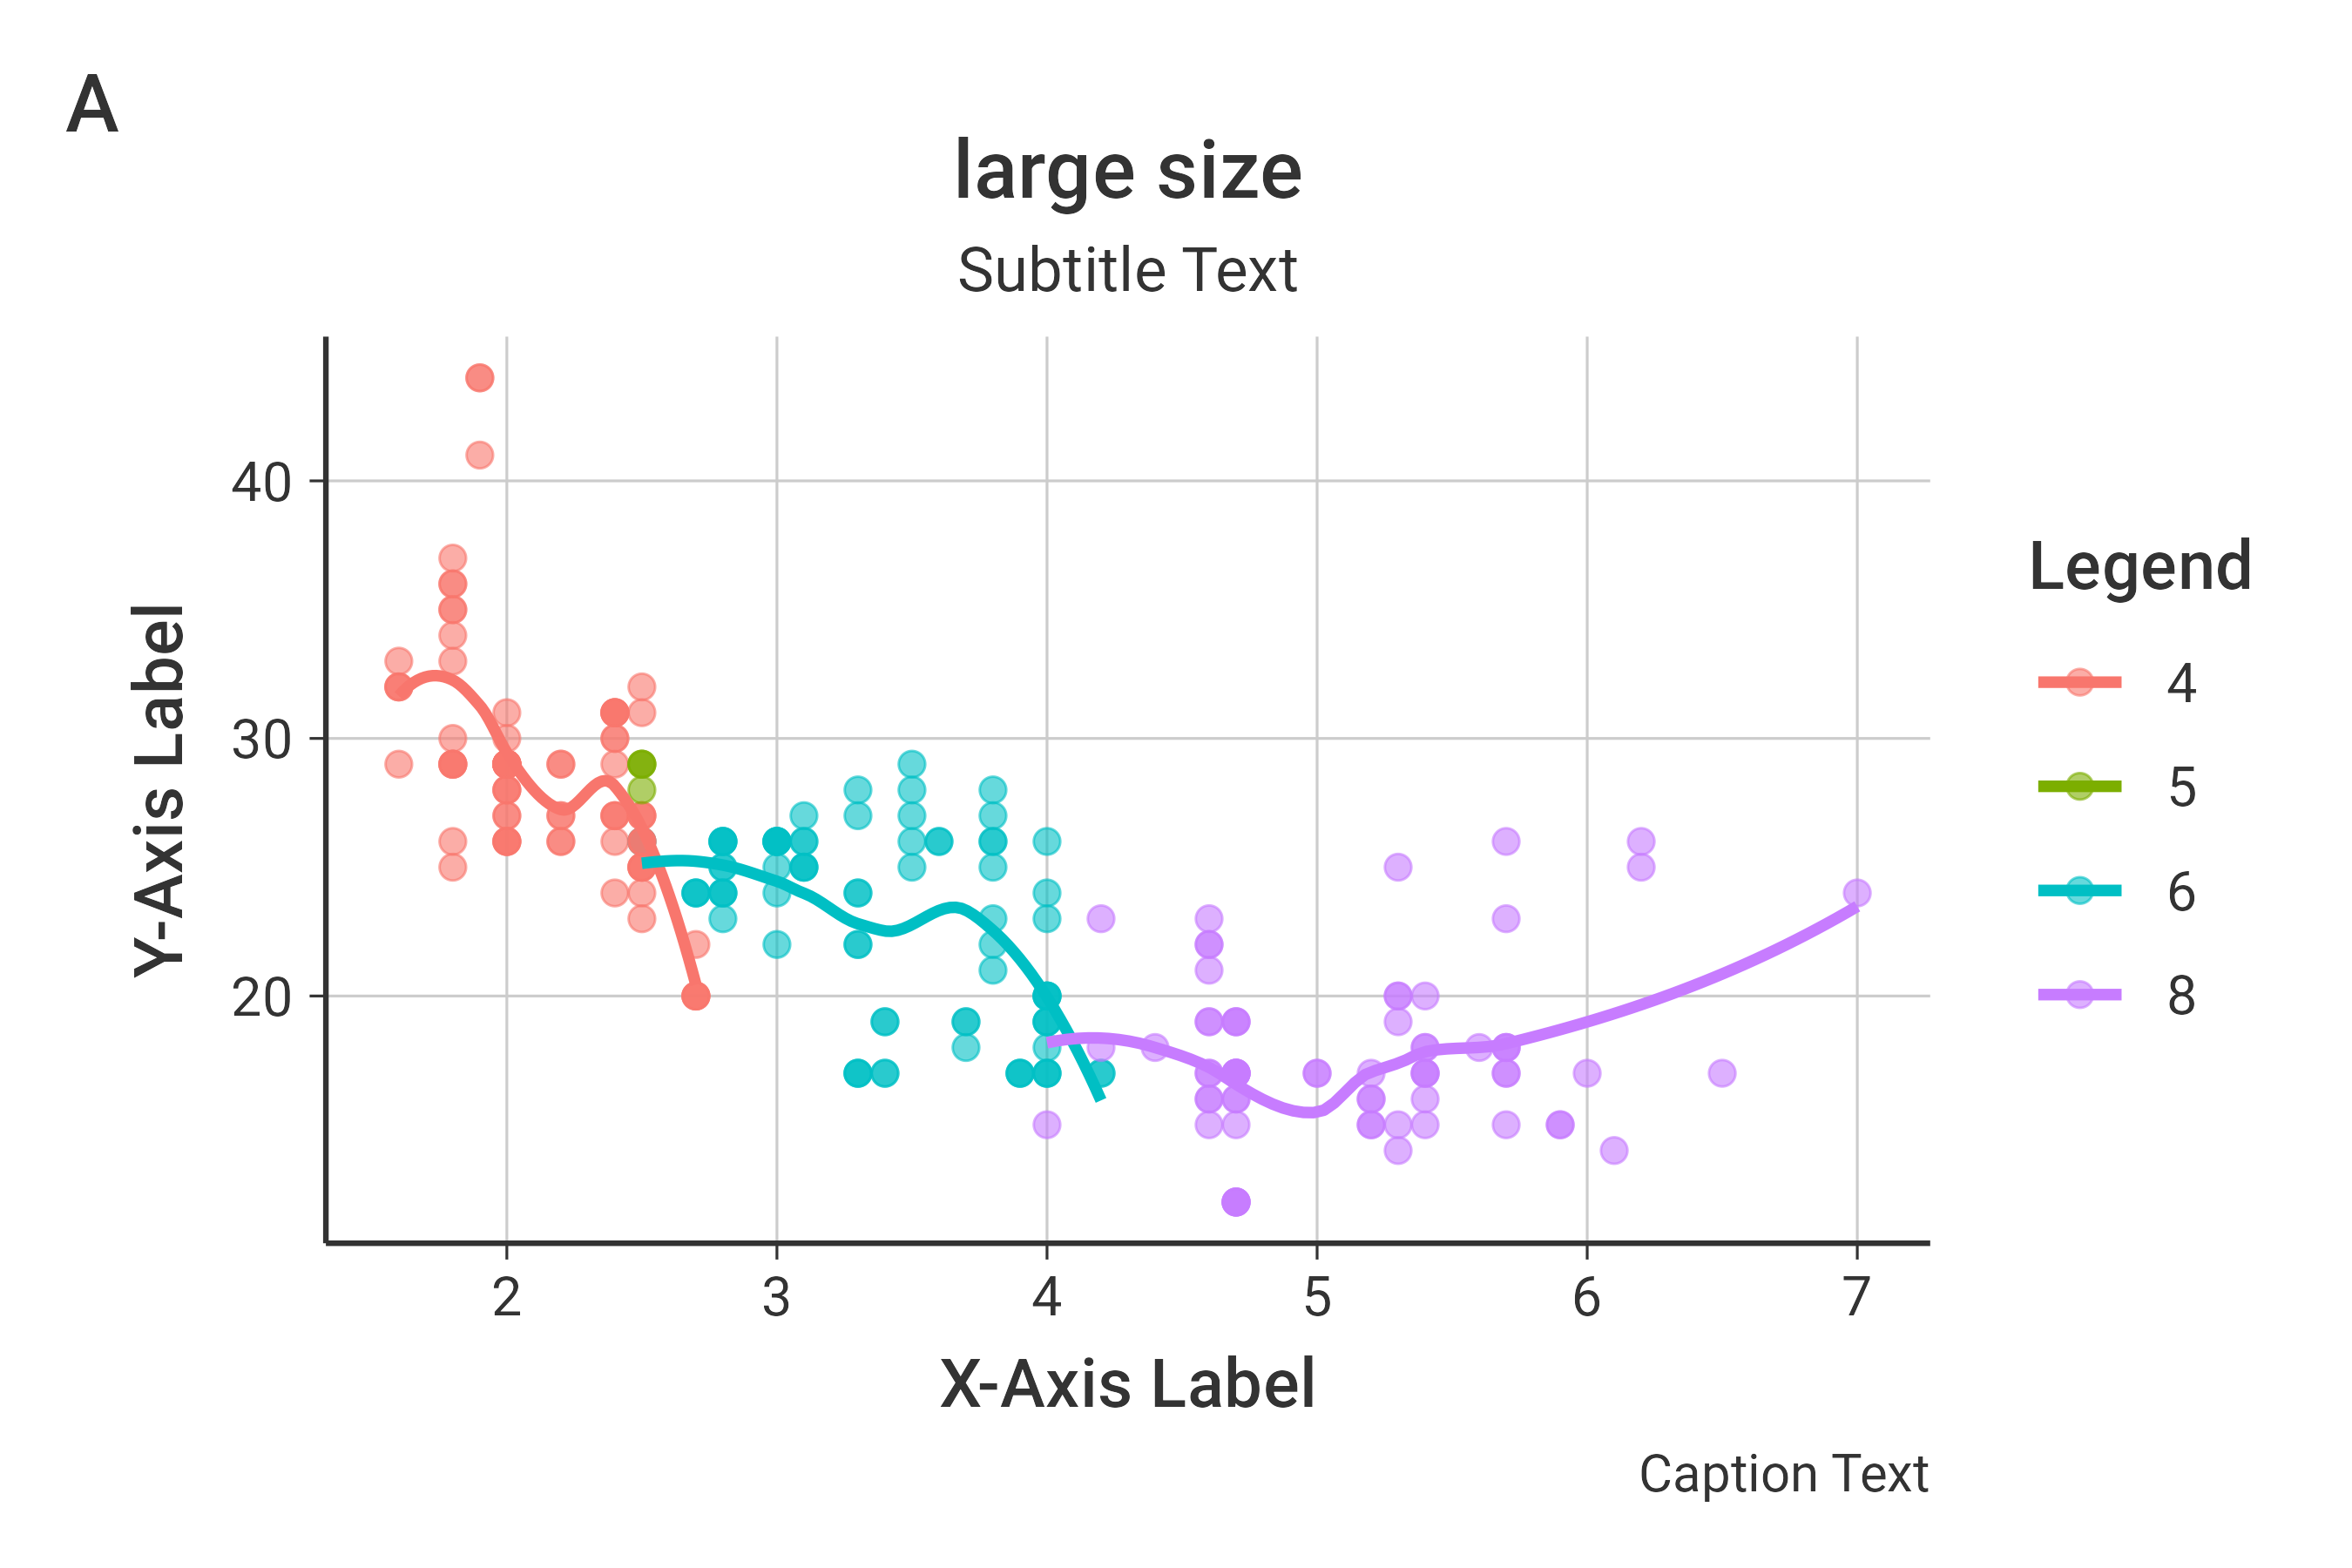 A
large size
Subtitle Text
Y-Axis Label
40
30
20
2 3 4 5 6 7
X-Axis Label
Legend
4
5
6
8
Caption Text